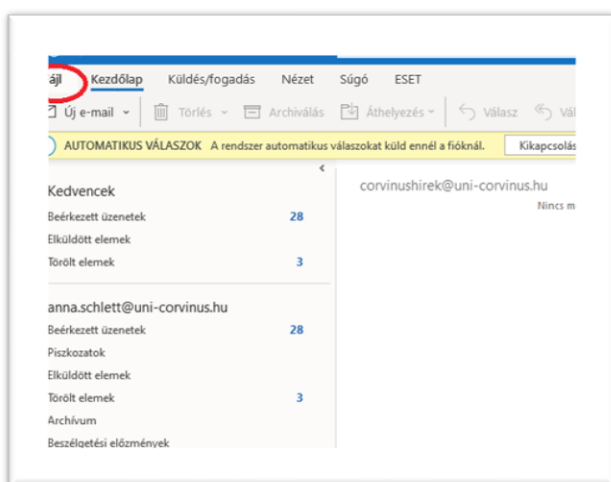 ájl Kezdőlap Küldés/fogadás Nézet Súgó ESET
Új e-mail Törlés Archiválás Áthelyezés Válasz Vál
AUTOMATIKUS VÁLASZOK A rendszer automatikus válaszokat küld ennél a fióknál. Kikapcsolás
Kedvencek
Beérkezett üzenetek 28
Elküldött elemek
Törölt elemek 3
anna.schlett@uni-corvinus.hu
Beérkezett üzenetek 28
Piszkozatok
Elküldött elemek
Törölt elemek 3
Archívum
Beszélgetési előzmények
corvinushirek@uni-corvinus.hu
Nincs m